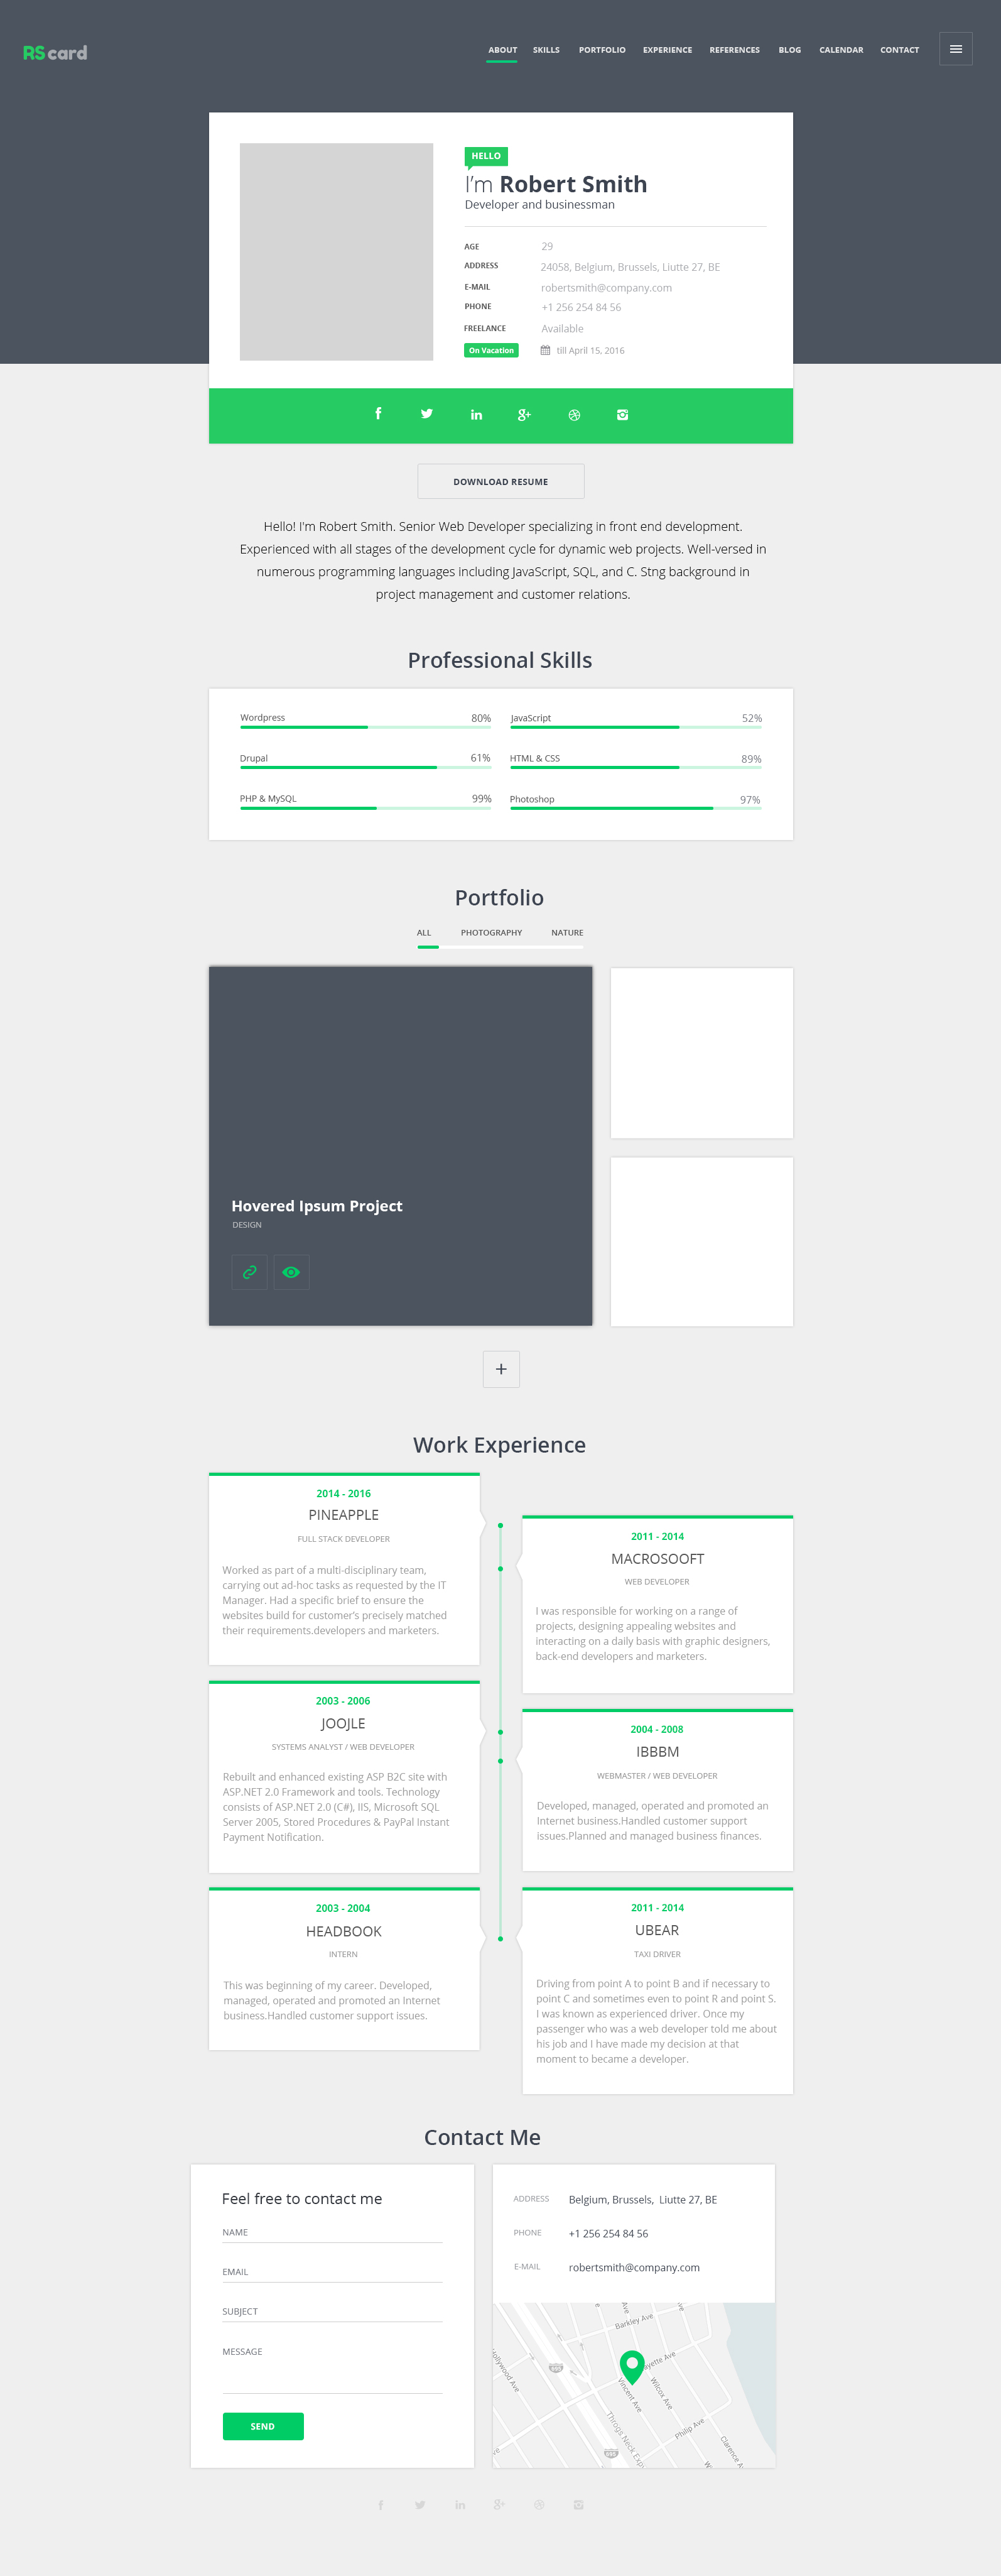 RScard
ABOUT SKILLS PORTFOLIO EXPERIENCE REFERENCES BLOG CALENDAR CONTACT
HELLO
I'm Robert Smith
Developer and businessman
AGE 29
ADDRESS 24058, Belgium, Brussels, Liutte 27, BE
E-MAIL robertsmith@company.com
PHONE +1 256 254 84 56
FREELANCE Available
On Vacation till April 15, 2016
DOWNLOAD RESUME
Hello! I'm Robert Smith. Senior Web Developer specializing in front end development.
Experienced with all stages of the development cycle for dynamic web projects. Well-versed in
numerous programming languages including JavaScript, SQL, and C. Stng background in
project management and customer relations.
Professional Skills
Wordpress 80%
JavaScript 52%
Drupal 61%
HTML & CSS 89%
PHP & MySQL 99%
Photoshop 97%
Portfolio
ALL PHOTOGRAPHY NATURE
Hovered Ipsum Project
DESIGN
+
Work Experience
2014 - 2016
PINEAPPLE
FULL STACK DEVELOPER
Worked as part of a multi-disciplinary team,
carrying out ad-hoc tasks as requested by the IT
Manager. Had a specific brief to ensure the
websites build for customer's precisely matched
their requirements.developers and marketers.
2011 - 2014
MACROSOOFT
WEB DEVELOPER
I was responsible for working on a range of
projects, designing appealing websites and
interacting on a daily basis with graphic designers,
back-end developers and marketers.
2003 - 2006
JOOJLE
SYSTEMS ANALYST / WEB DEVELOPER
Rebuilt and enhanced existing ASP B2C site with
ASP.NET 2.0 Framework and tools. Technology
consists of ASP.NET 2.0 (C#), IIS, Microsoft SQL
Server 2005, Stored Procedures & PayPal Instant
Payment Notification.
2004 - 2008
IBBBM
WEBMASTER / WEB DEVELOPER
Developed, managed, operated and promoted an
Internet business.Handled customer support
issues.Planned and managed business finances.
2003 - 2004
HEADBOOK
INTERN
This was beginning of my career. Developed,
managed, operated and promoted an Internet
business.Handled customer support issues.
2011 - 2014
UBEAR
TAXI DRIVER
Driving from point A to point B and if necessary to
point C and sometimes even to point R and point S.
I was known as experienced driver. Once my
passenger who was a web developer told me about
his job and I have made my decision at that
moment to became a developer.
Contact Me
Feel free to contact me
NAME
EMAIL
SUBJECT
MESSAGE
SEND
ADDRESS Belgium, Brussels, Liutte 27, BE
PHONE +1 256 254 84 56
E-MAIL robertsmith@company.com
Barkley Ave
Hollywood Ave
ayette Ave
Vincent Ave
Wilcox Ave
Philip Ave
Throgs Neck Exp
Clarence A